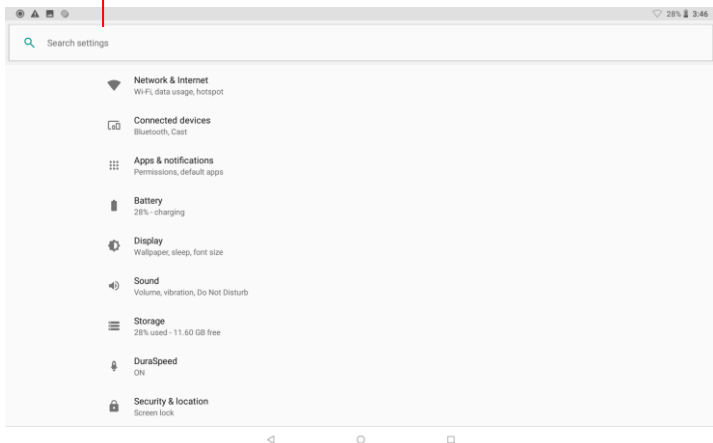 28% 3:46
Search settings
Network & Internet
Wi-Fi, data usage, hotspot
Connected devices
Bluetooth, Cast
Apps & notifications
Permissions, default apps
Battery
28% - charging
Display
Wallpaper, sleep, font size
Sound
Volume, vibration, Do Not Disturb
Storage
28% used - 11.60 GB free
DuraSpeed
ON
Security & location
Screen lock